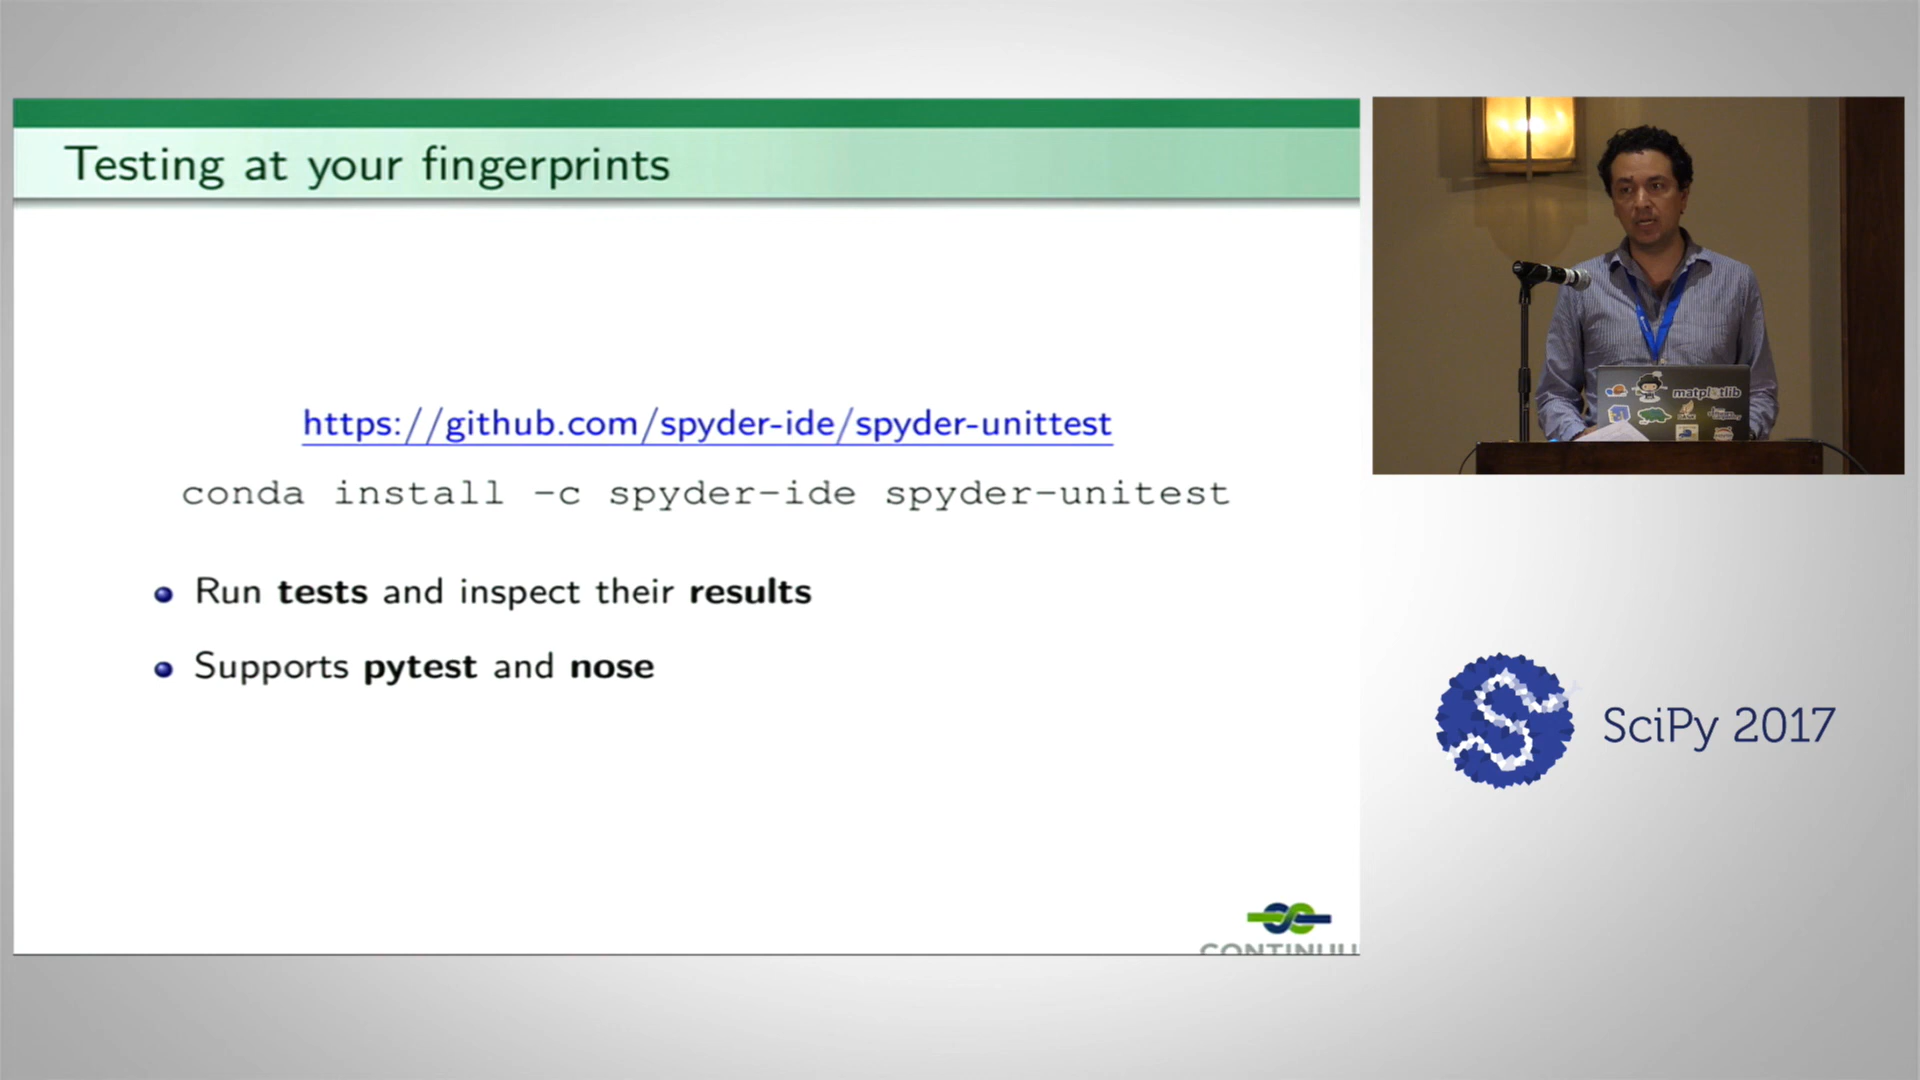 Testing at your fingerprints
https://github.com/spyder-ide/spyder-unittest
conda install -c spyder-ide spyder-unitest
Run tests and inspect their results
Supports pytest and nose
CONTINUU
matplotlib
SciPy 2017